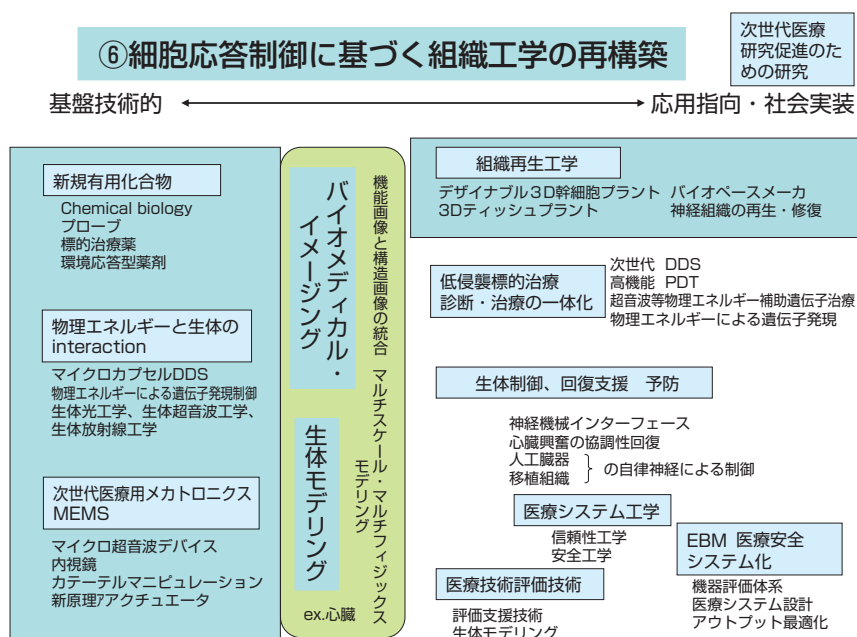 ⑥細胞応答制御に基づく組織工学の再構築
次世代医療
研究促進のた
めの研究
基盤技術的
応用指向・社会実装
新規有用化合物
Chemical biology
プローブ
標的治療薬
環境応答型薬剤
物理エネルギーと生体の
interaction
マイクロカプセルDDS
物理エネルギーによる遺伝子発現制御
生体光工学、生体超音波工学、
生体放射線工学
次世代医療用メカトロニクス
MEMS
マイクロ超音波デバイス
内視鏡
カテーテルマニピュレーション
新原理アアクチュエータ
バイオメディカル・
イメージング
機能画像と構造画像の統合
生体モデリング
マルチスケール・マルチフィジックス
モデリング
ex.心臓
組織再生工学
デザイナブル3D幹細胞プラント バイオペースメーカ
3Dティッシュプラント 神経組織の再生・修復
低侵襲標的治療
診断・治療の一体化
次世代 DDS
高機能 PDT
超音波等物理エネルギー補助遺伝子治療
物理エネルギーによる遺伝子発現
生体制御、回復支援 予防
神経機械インターフェース
心臓興奮の協調性回復
人工臓器
移植組織
} の自律神経による制御
医療システム工学
信頼性工学
安全工学
EBM 医療安全
システム化
機器評価体系
医療システム設計
アウトプット最適化
医療技術評価技術
評価支援技術
生体モデリング